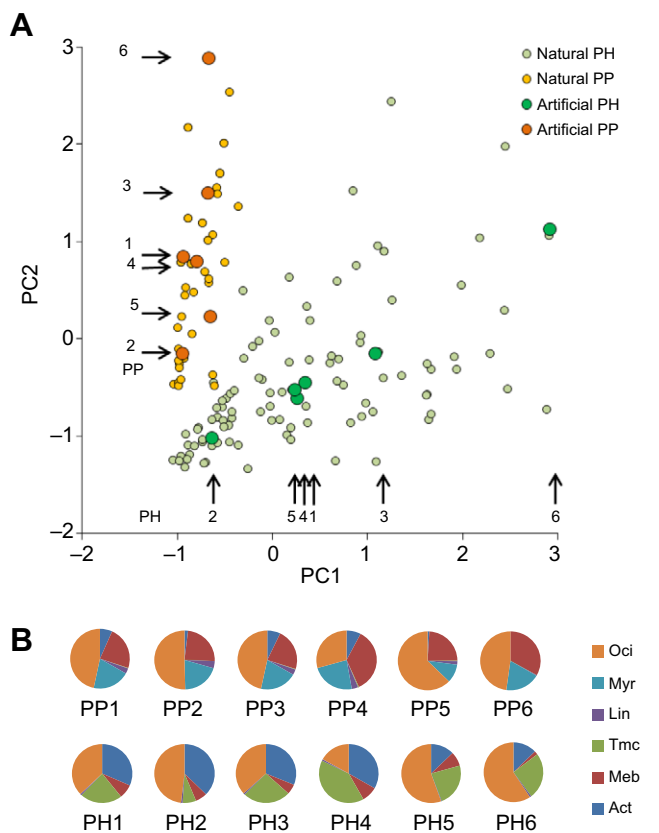 A
3
2
1
0
−1
−2
PC2
6
3
1
4
5
2
PP
Natural PH
Natural PP
Artificial PH
Artificial PP
PH 2 5 4 1 3 6
−2 −1 0 1 2 3
PC1
B
PP1 PP2 PP3 PP4 PP5 PP6
PH1 PH2 PH3 PH4 PH5 PH6
Oci
Myr
Lin
Tmc
Meb
Act